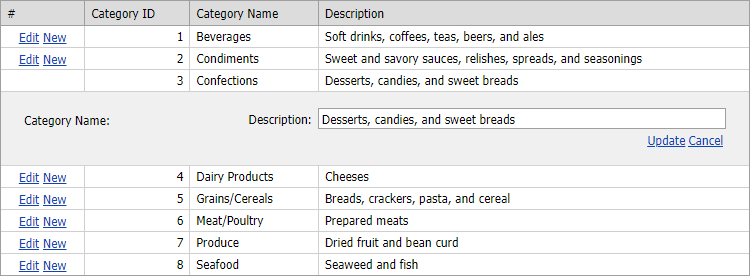 # Category ID Category Name Description
Edit New 1 Beverages Soft drinks, coffees, teas, beers, and ales
Edit New 2 Condiments Sweet and savory sauces, relishes, spreads, and seasonings
3 Confections Desserts, candies, and sweet breads
Category Name: Description: Desserts, candies, and sweet breads
Update Cancel
Edit New 4 Dairy Products Cheeses
Edit New 5 Grains/Cereals Breads, crackers, pasta, and cereal
Edit New 6 Meat/Poultry Prepared meats
Edit New 7 Produce Dried fruit and bean curd
Edit New 8 Seafood Seaweed and fish